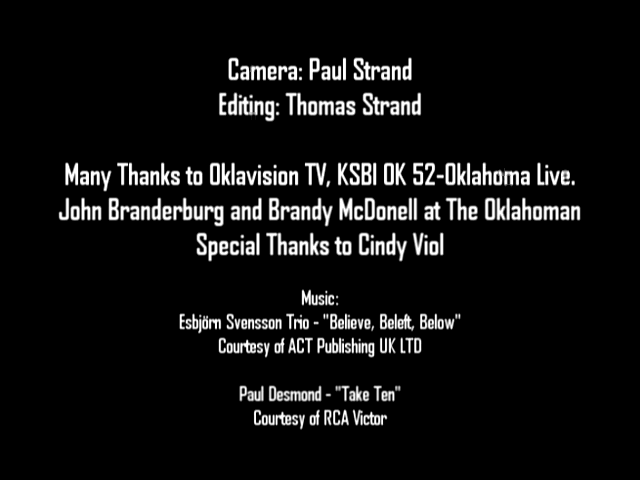 Camera: Paul Strand
Editing: Thomas Strand
Many Thanks to Oklavision TV, KSBI OK 52-Oklahoma Live.
John Branderburg and Brandy McDonell at The Oklahoman
Special Thanks to Cindy Viol
Music:
Esbjörn Svensson Trio - "Believe, Beleft, Below"
Courtesy of ACT Publishing UK LTD
Paul Desmond - "Take Ten"
Courtesy of RCA Victor